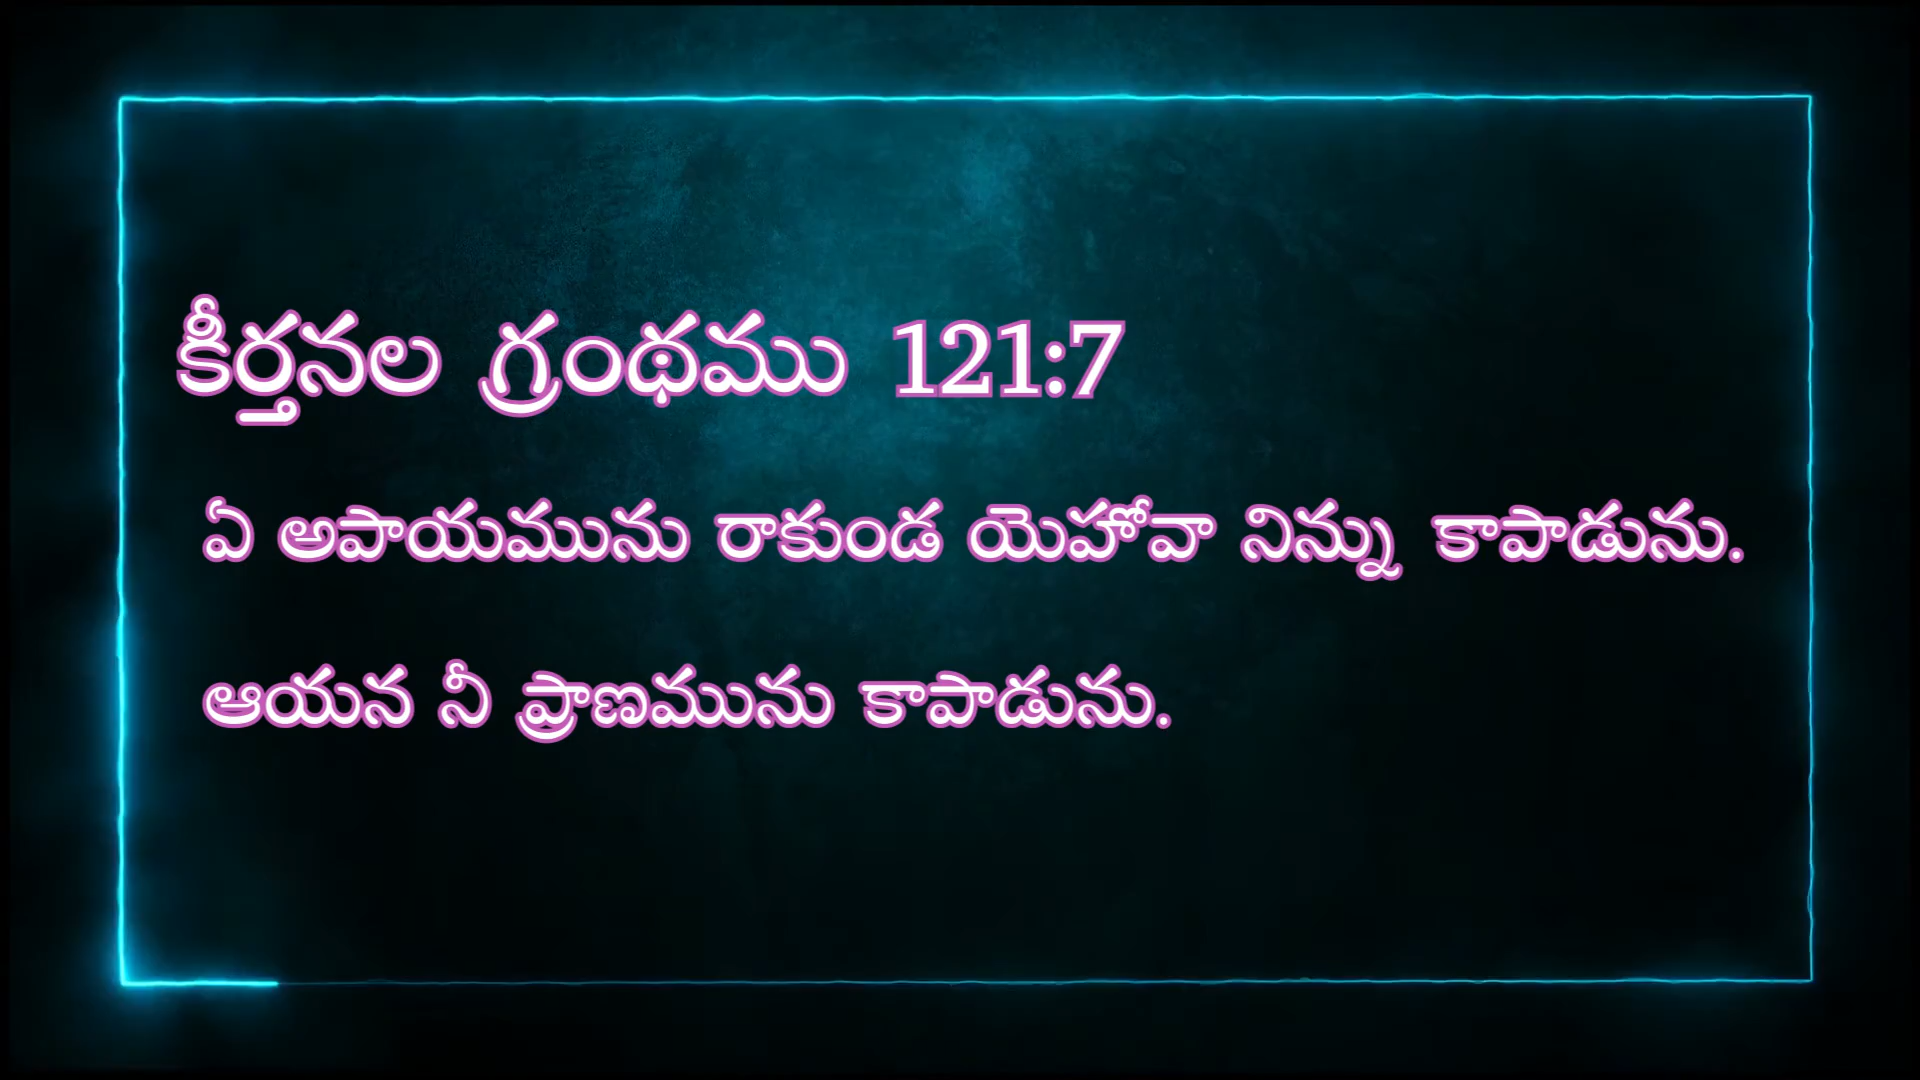 కీర్తనల గ్రంథము 121:7
ఏ అపాయమును రాకుండ యెహోవా నిన్ను కాపాడును.
ఆయన నీ ప్రాణమును కాపాడును.